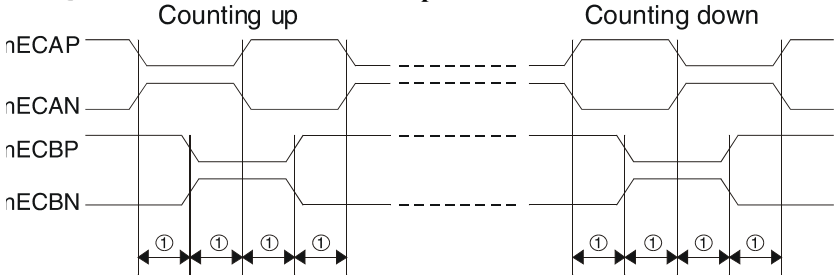 Counting up Counting down
nECAP
nECAN
nECBP
nECBN
① ① ① ① ① ① ① ①